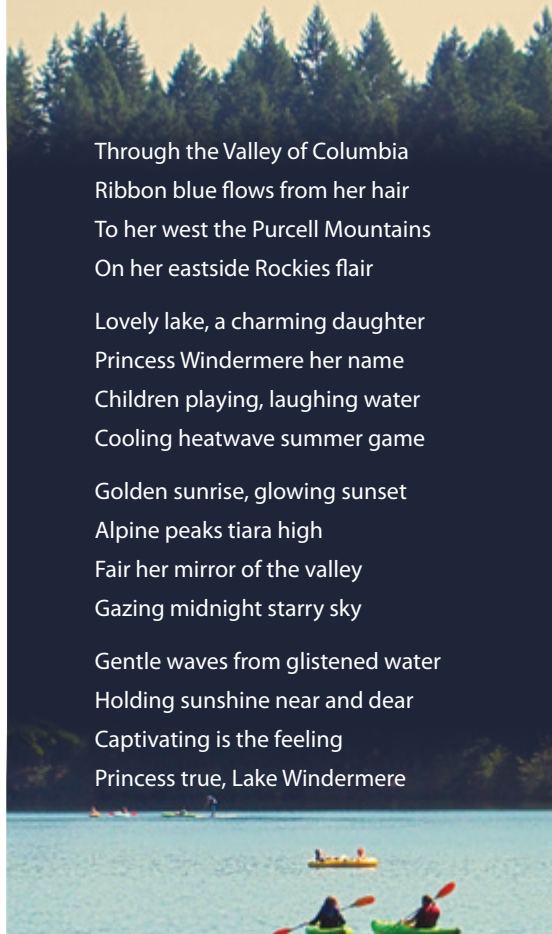 Through the Valley of Columbia
Ribbon blue flows from her hair
To her west the Purcell Mountains
On her eastside Rockies flair
Lovely lake, a charming daughter
Princess Windermere her name
Children playing, laughing water
Cooling heatwave summer game
Golden sunrise, glowing sunset
Alpine peaks tiara high
Fair her mirror of the valley
Gazing midnight starry sky
Gentle waves from glistened water
Holding sunshine near and dear
Captivating is the feeling
Princess true, Lake Windermere